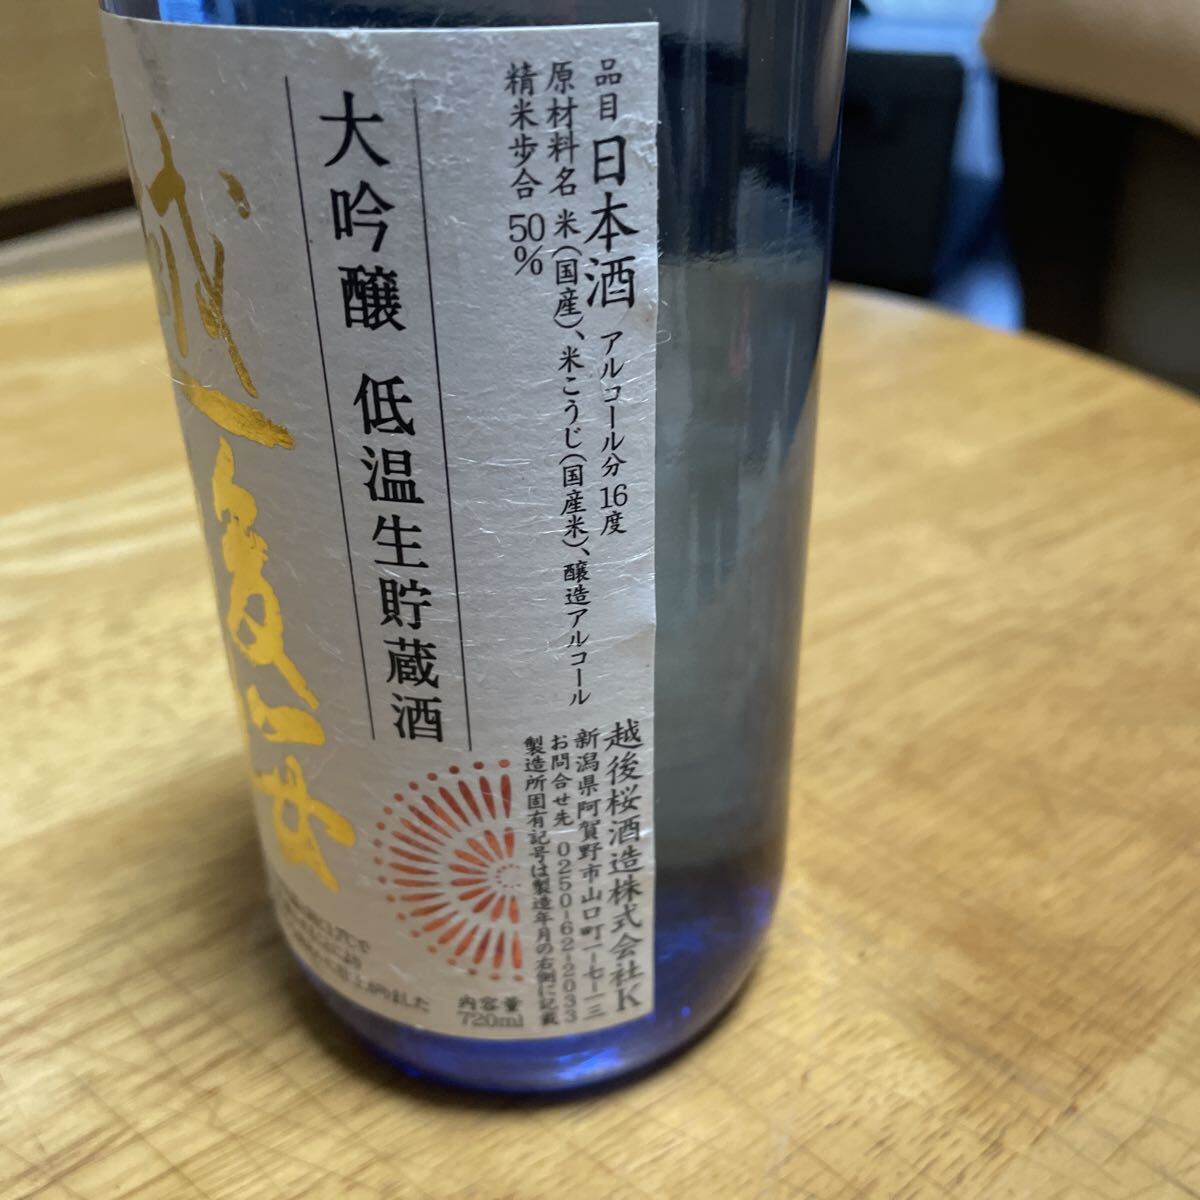 品目 日本酒 アルコール分16度
原材料名 米(国産)、米こうじ(国産米)、醸造アルコール
精米歩合 50%
越後桜酒造株式会社K
新潟県阿賀野市山口町一-七-一三
お問合せ先 0250-62-2033
製造所固有記号は製造年月の右側に記載
内容量
720ml
大吟醸 低温生貯蔵酒
越後